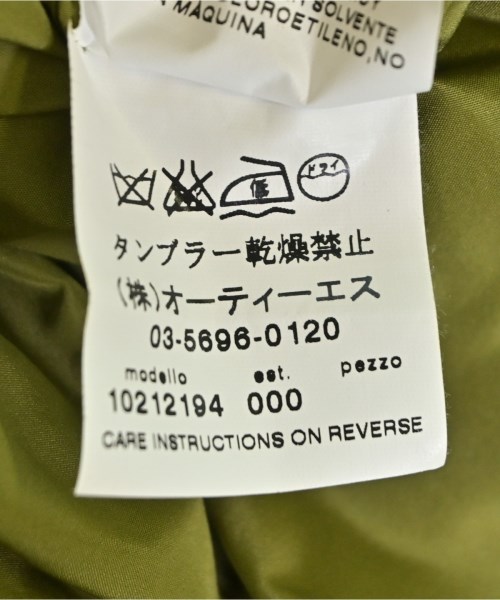 SOLVENTE
CLOROETILENO,NO
MAQUINA
低
ドライ
タンブラー乾燥禁止
(株)オーティーエス
03-5696-0120
modello est. pezzo
10212194 000
CARE INSTRUCTIONS ON REVERSE